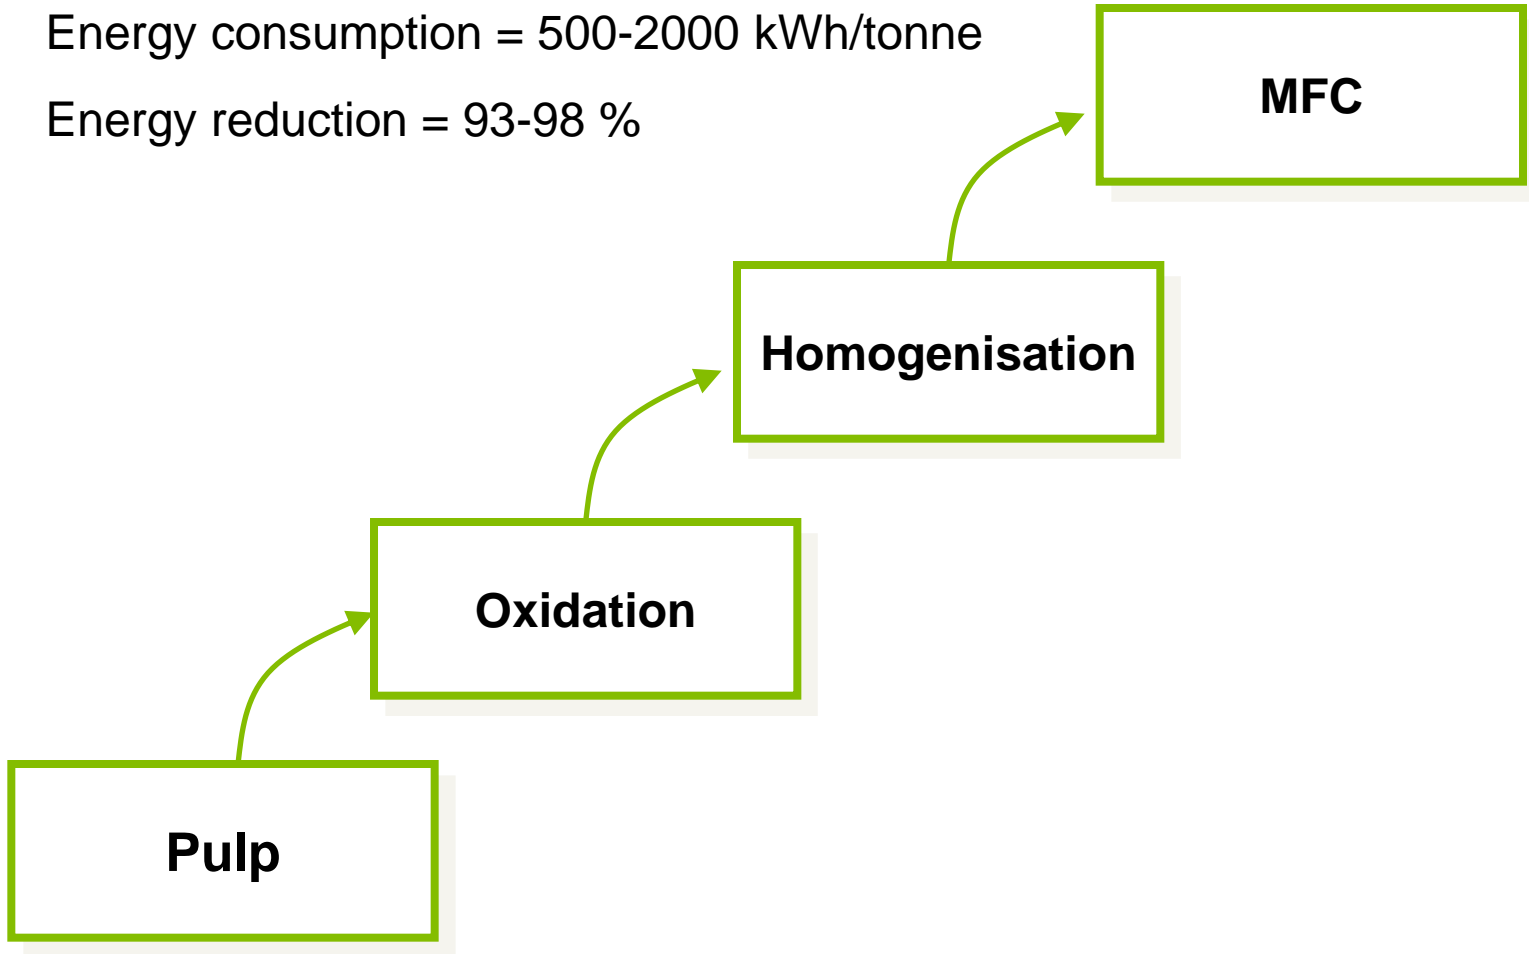 Energy consumption = 500-2000 kWh/tonne
Energy reduction = 93-98 %
MFC
Homogenisation
Oxidation
Pulp